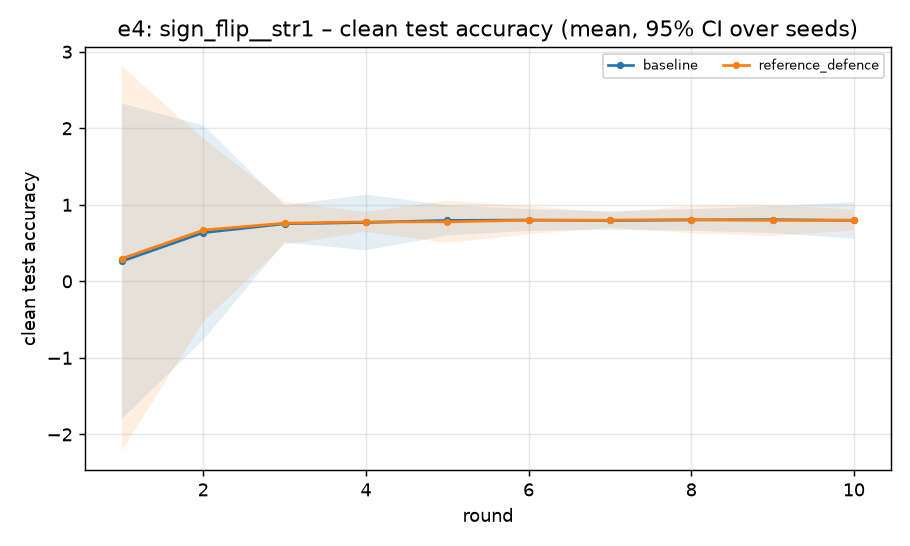 e4: sign_flip__str1 – clean test accuracy (mean, 95% CI over seeds)
baseline
reference_defence
3
2
1
0
−1
−2
clean test accuracy
2
4
6
8
10
round